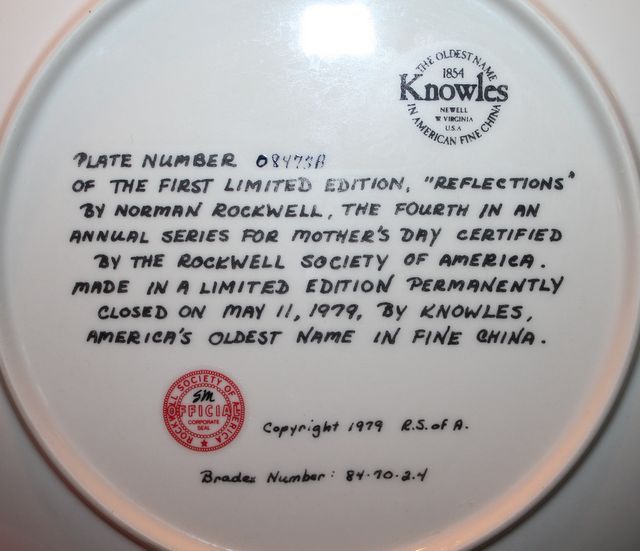 THE OLDEST NAME
1854
Knowles
NEWELL
W VIRGINIA
U.S.A
IN AMERICAN FINE CHINA
PLATE NUMBER 08473A
OF THE FIRST LIMITED EDITION, "REFLECTIONS"
BY NORMAN ROCKWELL, THE FOURTH IN AN
ANNUAL SERIES FOR MOTHER'S DAY CERTIFIED
BY THE ROCKWELL SOCIETY OF AMERICA.
MADE IN A LIMITED EDITION PERMANENTLY
CLOSED ON MAY 11, 1979, BY KNOWLES,
AMERICA'S OLDEST NAME IN FINE CHINA.
ROCKWELL SOCIETY OF AMERICA
SM
OFFICIAL
CORPORATE
SEAL
Copyright 1979 R.S.of A.
Bradex Number: 84-70-2.4